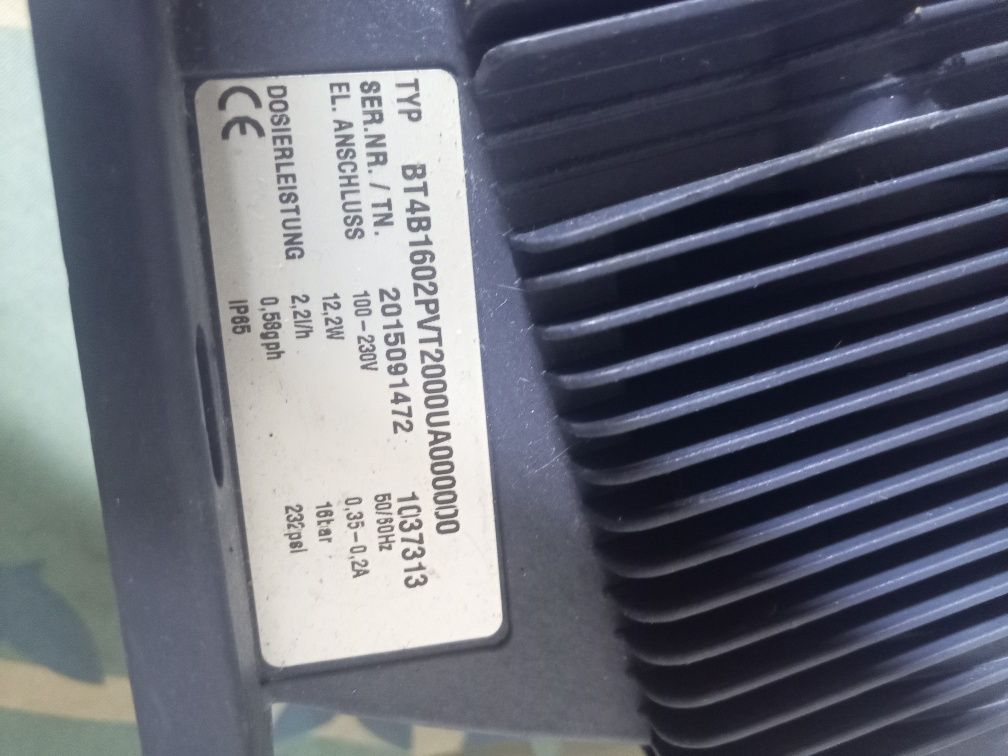 TYP BT4B1602PVT2000UA000000
SER.NR. / TN. 2015091472 1037313
EL. ANSCHLUSS 100-230V 50/60Hz
12,2W 0,35-0,2A
DOSIERLEISTUNG 2,2l/h 16bar
0,58gph 232psi
CE IP65